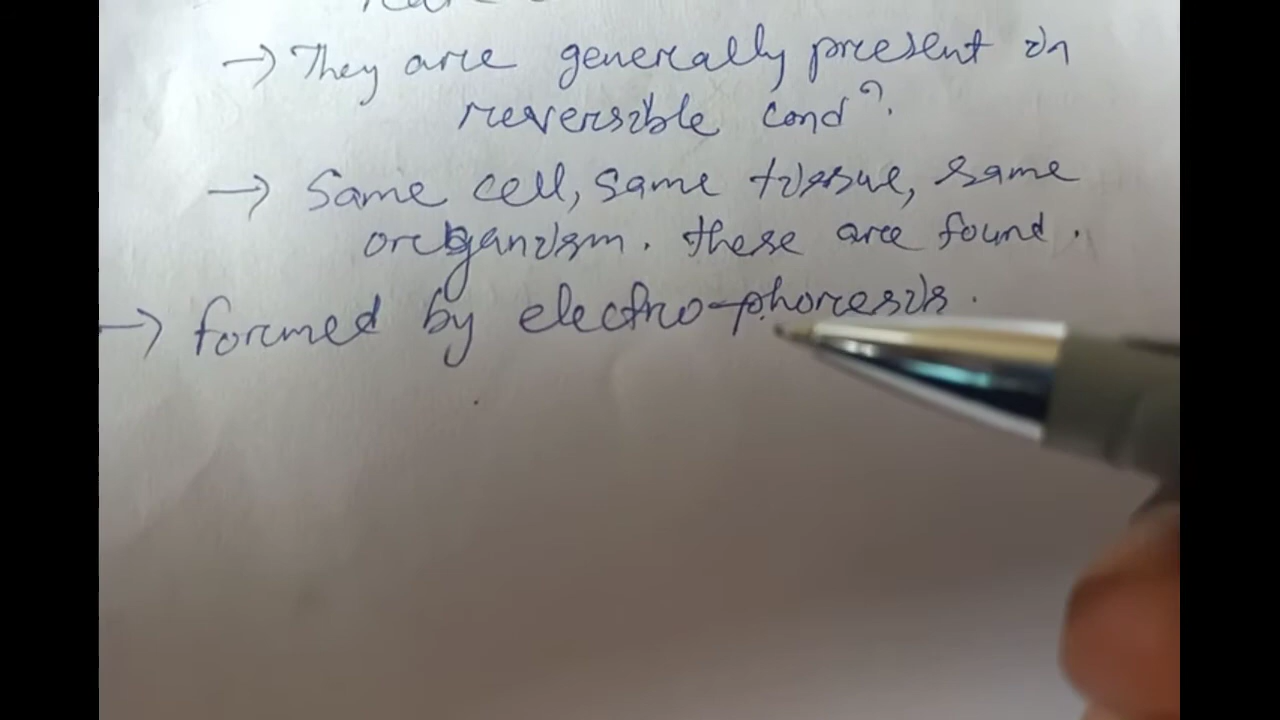 → They are generally present in
reversible condⁿ.
→ Same cell, same tissue, same
organism. these are found.
→ formed by electro-phoresis.